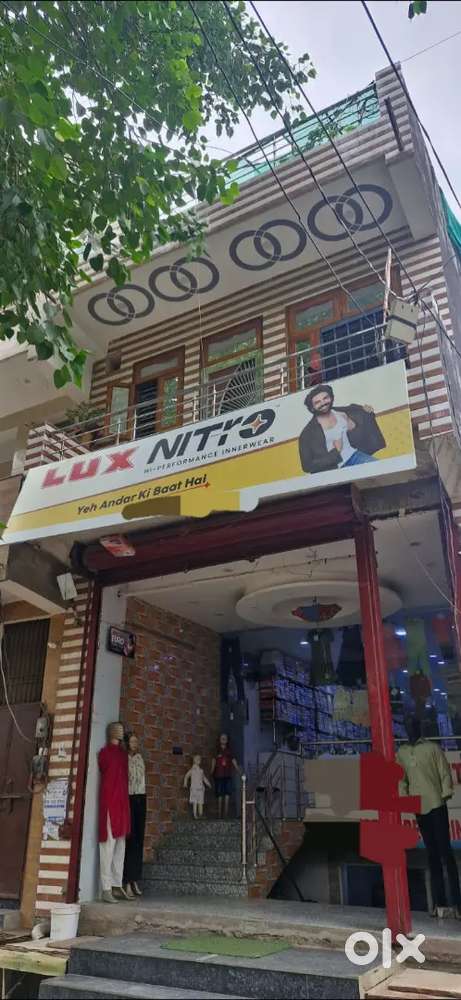 LUX NITRO
HI-PERFORMANCE INNERWEAR
Yeh Andar Ki Baat Hai
olx